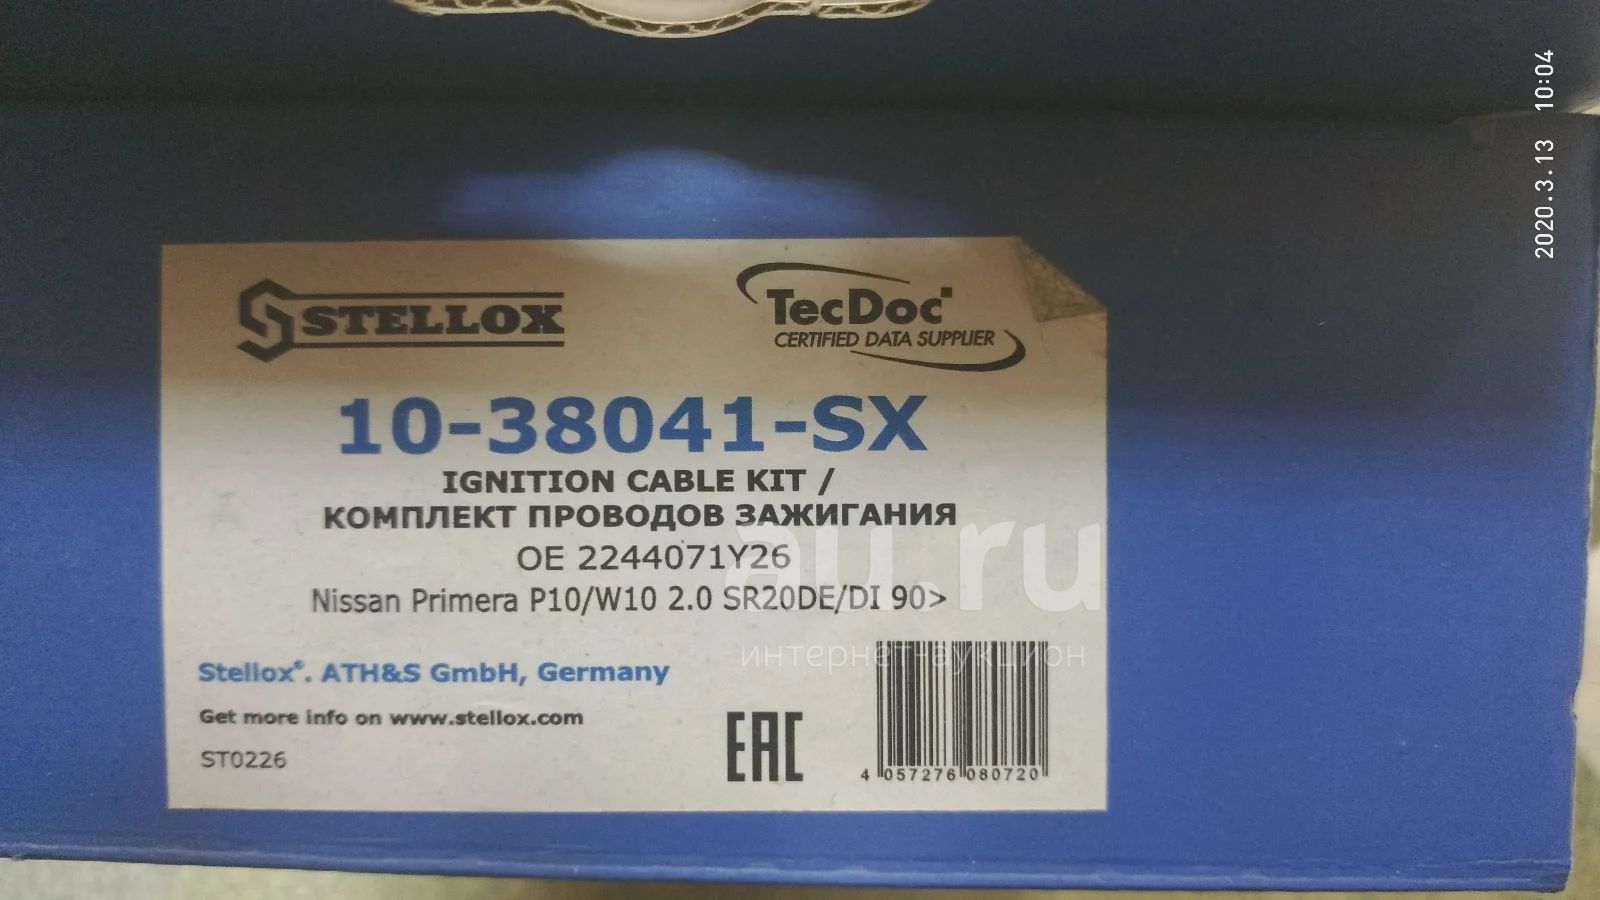 2020.3.13 10:04
STELLOX
TecDoc
CERTIFIED DATA SUPPLIER
10-38041-SX
IGNITION CABLE KIT /
КОМПЛЕКТ ПРОВОДОВ ЗАЖИГАНИЯ
OE 2244071Y26
Nissan Primera P10/W10 2.0 SR20DE/DI 90>
au.ru
интернет-аукцион
Stellox®. ATH&S GmbH, Germany
Get more info on www.stellox.com
ST0226
EAC
4 057276 080720